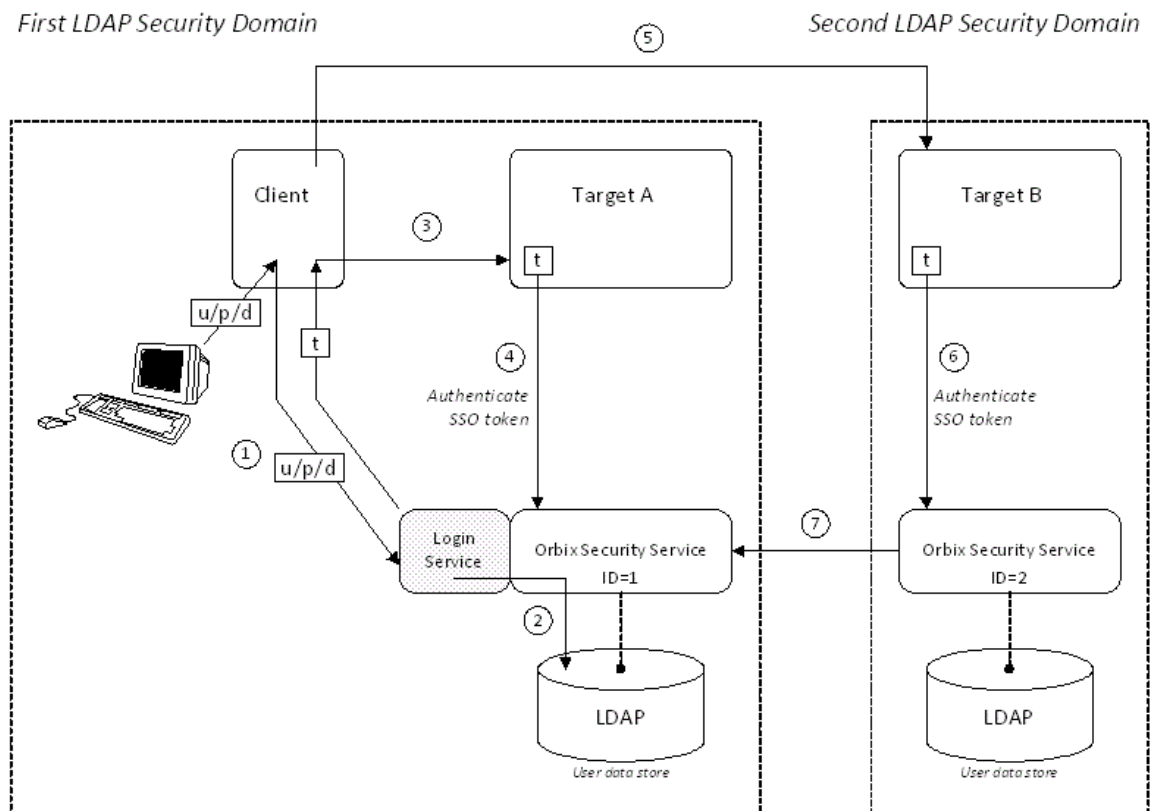 First LDAP Security Domain
Second LDAP Security Domain
5
Client
Target A
Target B
3
t
t
u/p/d
t
4
6
Authenticate
SSO token
Authenticate
SSO token
1
u/p/d
7
Login
Service
Orbix Security Service
ID=1
Orbix Security Service
ID=2
2
LDAP
LDAP
User data store
User data store